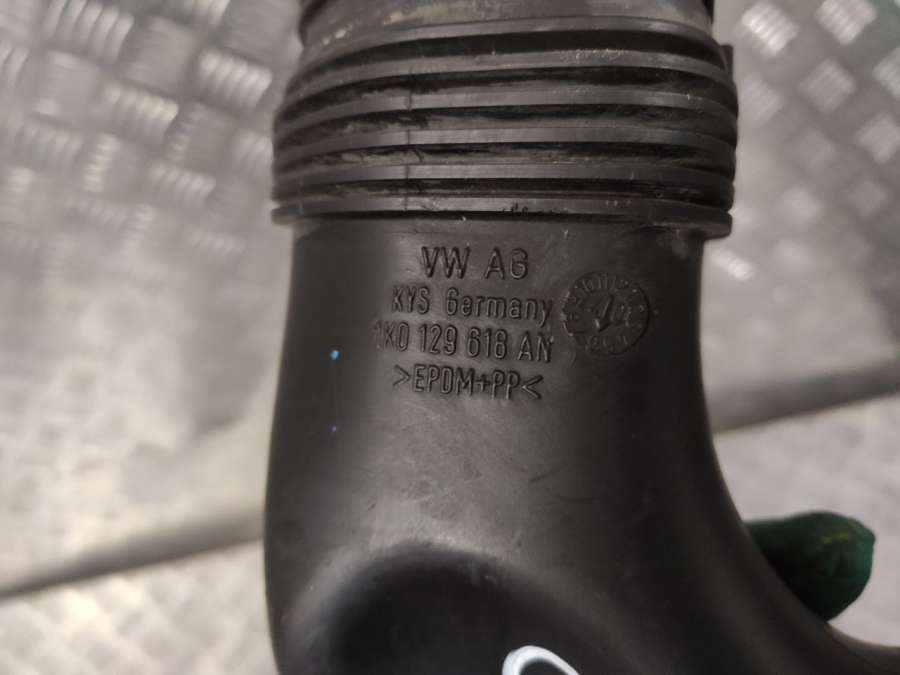 VW AG
KYS Germany
1K0 129 618 AN
>EPDM+PP<